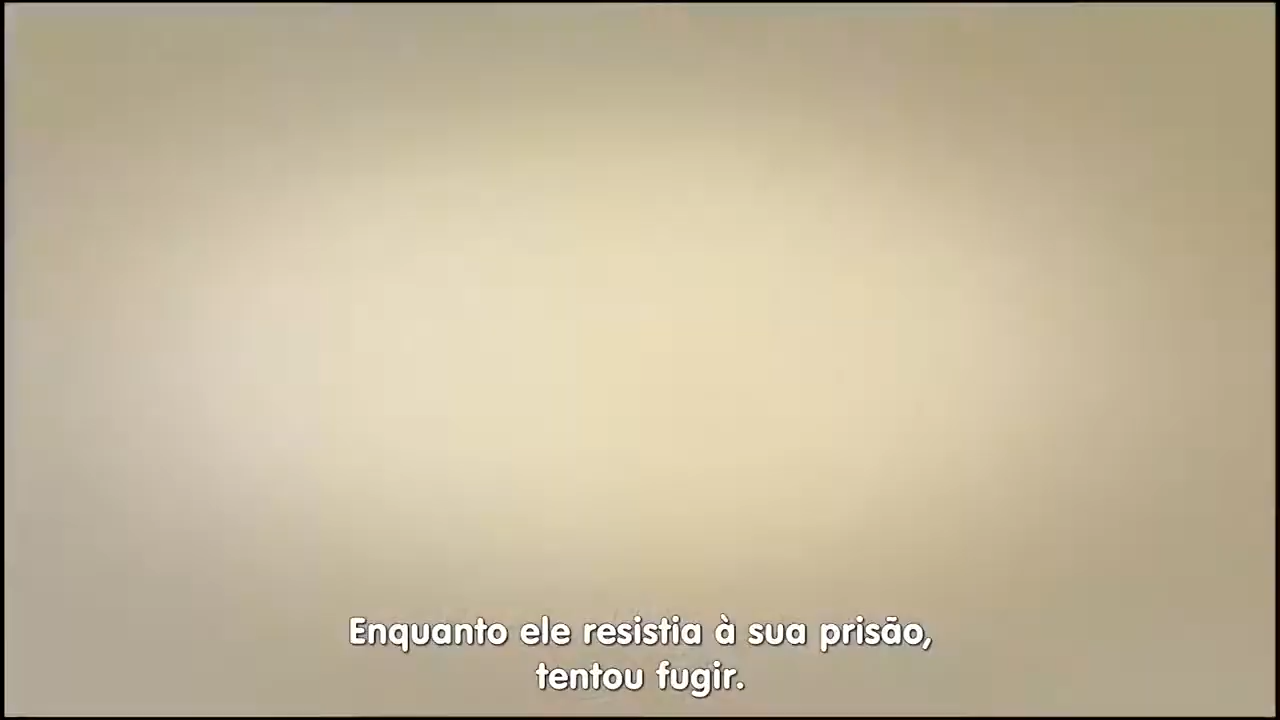 Enquanto ele resistia à sua prisão,
tentou fugir.